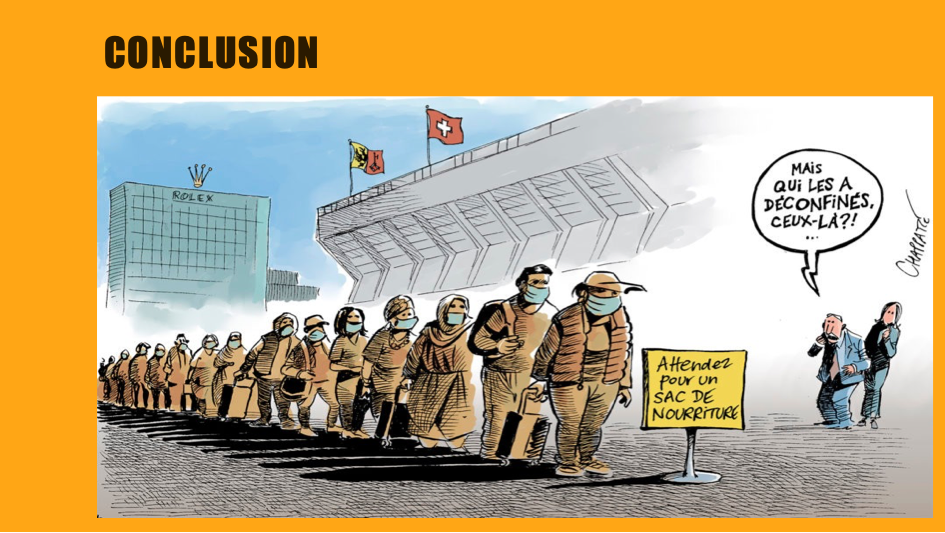 CONCLUSION
ROLEX
MAIS
QUI LES A
DÉCONFINÉS,
CEUX-LÀ?!
...
CHAPPATTE
Attendez
pour un
SAC DE
NOURRITURE